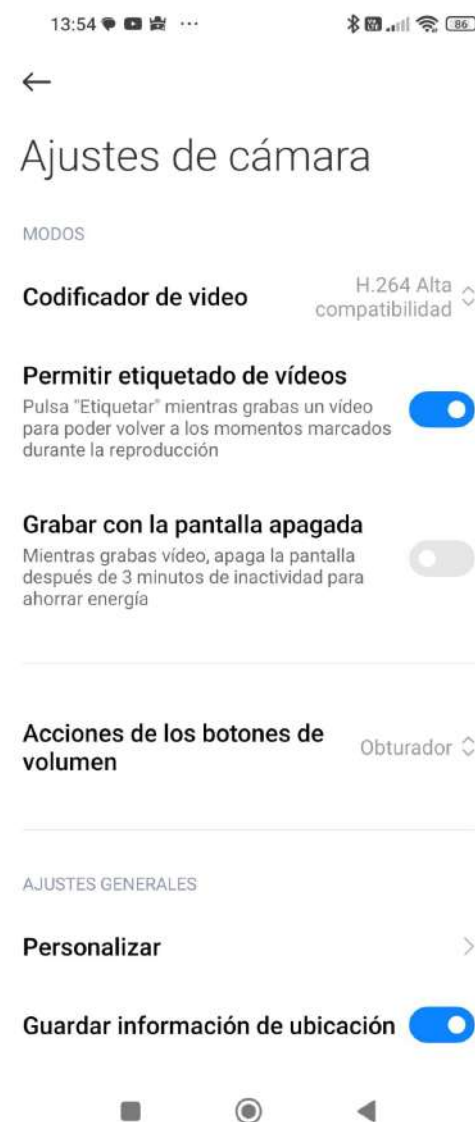 13:54
86
Ajustes de cámara
MODOS
Codificador de video
H.264 Alta
compatibilidad
Permitir etiquetado de vídeos
Pulsa "Etiquetar" mientras grabas un vídeo
para poder volver a los momentos marcados
durante la reproducción
Grabar con la pantalla apagada
Mientras grabas vídeo, apaga la pantalla
después de 3 minutos de inactividad para
ahorrar energía
Acciones de los botones de
volumen
Obturador
AJUSTES GENERALES
Personalizar
Guardar información de ubicación